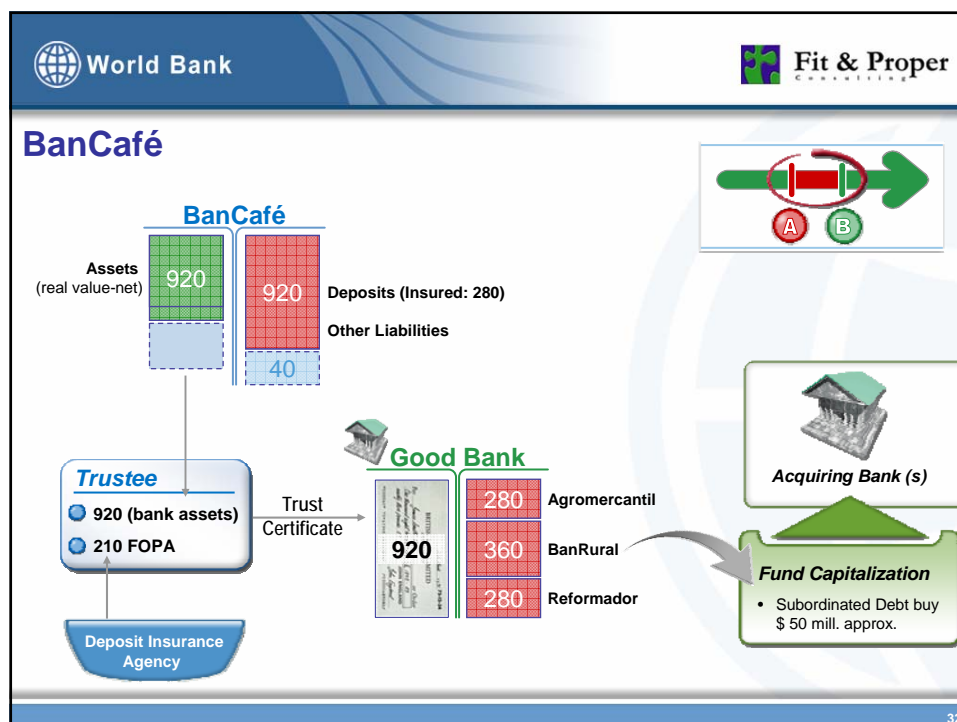 World Bank
Fit & Proper
Consulting
BanCafé
A B
BanCafé
Assets
(real value-net)
920
920
Deposits (Insured: 280)
Other Liabilities
40
Trustee
920 (bank assets)
210 FOPA
Trust
Certificate
Deposit Insurance
Agency
Good Bank
920
280
Agromercantil
360
BanRural
280
Reformador
Acquiring Bank (s)
Fund Capitalization
• Subordinated Debt buy
$ 50 mill. approx.